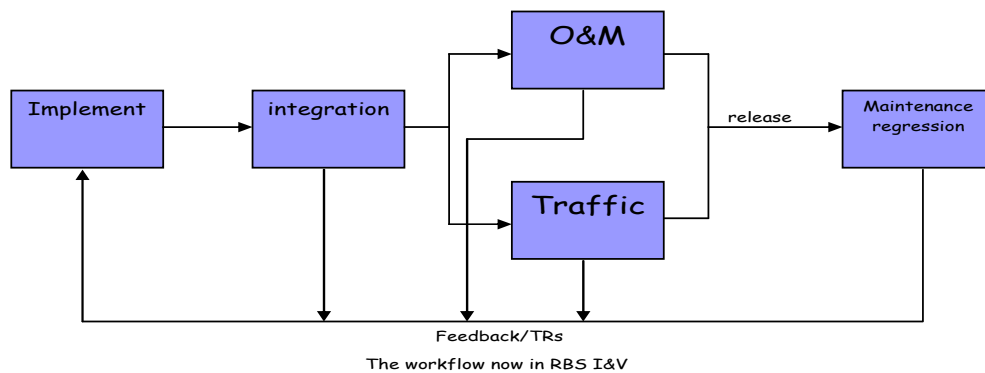 Implement
integration
O&M
Traffic
release
Maintenance
regression
Feedback/TRs
The workflow now in RBS I&V